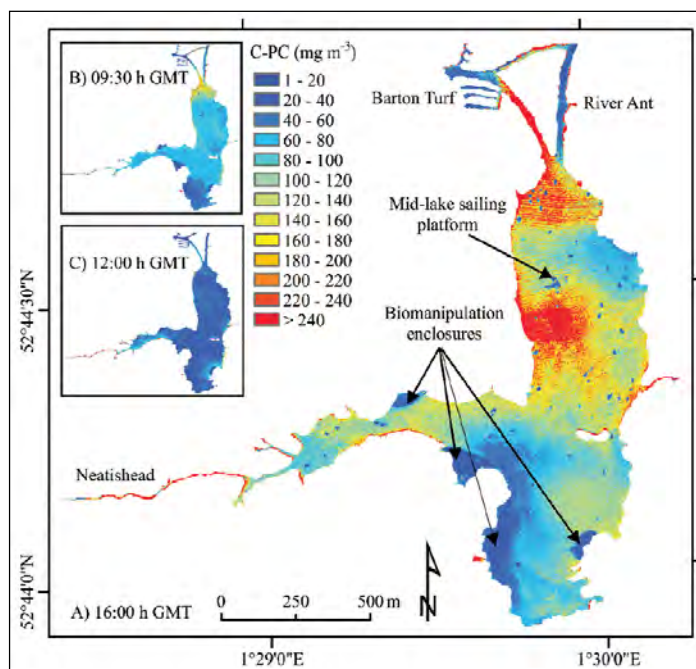 B) 09:30 h GMT
C-PC (mg m⁻³)
1 - 20
20 - 40
40 - 60
60 - 80
80 - 100
100 - 120
120 - 140
140 - 160
160 - 180
180 - 200
200 - 220
220 - 240
> 240
C) 12:00 h GMT
Barton Turf
River Ant
Mid-lake sailing
platform
Biomanipulation
enclosures
Neatishead
52°44'30"N
52°44'0"N
A) 16:00 h GMT
0 250 500 m
N
1°29'0"E
1°30'0"E